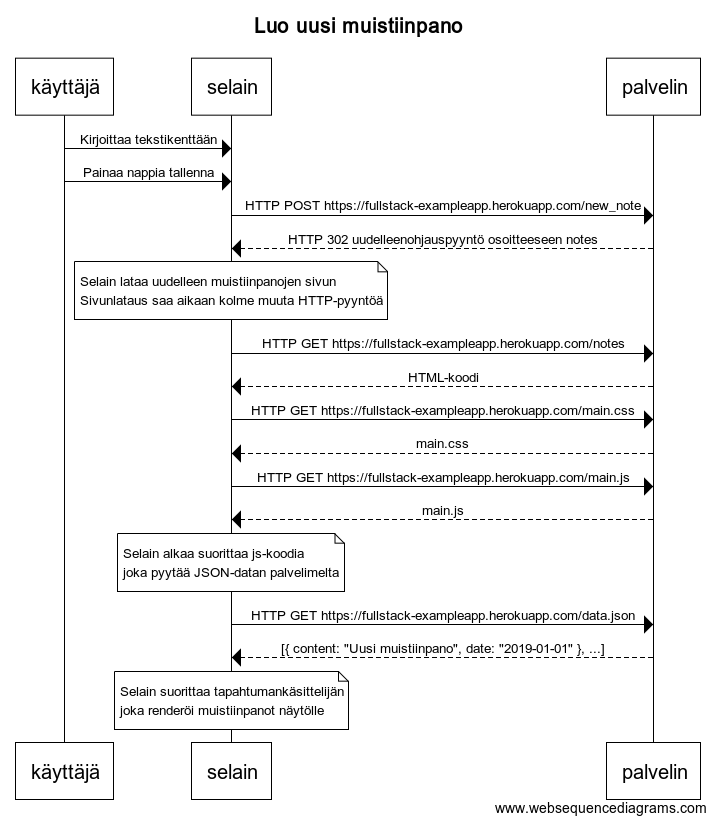 Luo uusi muistiinpano
käyttäjä
selain
palvelin
Kirjoittaa tekstikenttään
Painaa nappia tallenna
HTTP POST https://fullstack-exampleapp.herokuapp.com/new_note
HTTP 302 uudelleenohjauspyyntö osoitteeseen notes
Selain lataa uudelleen muistiinpanojen sivun
Sivunlataus saa aikaan kolme muuta HTTP-pyyntöä
HTTP GET https://fullstack-exampleapp.herokuapp.com/notes
HTML-koodi
HTTP GET https://fullstack-exampleapp.herokuapp.com/main.css
main.css
HTTP GET https://fullstack-exampleapp.herokuapp.com/main.js
main.js
Selain alkaa suorittaa js-koodia
joka pyytää JSON-datan palvelimelta
HTTP GET https://fullstack-exampleapp.herokuapp.com/data.json
[{ content: "Uusi muistiinpano", date: "2019-01-01" }, ...]
Selain suorittaa tapahtumankäsittelijän
joka renderöi muistiinpanot näytölle
käyttäjä
selain
palvelin
www.websequencediagrams.com